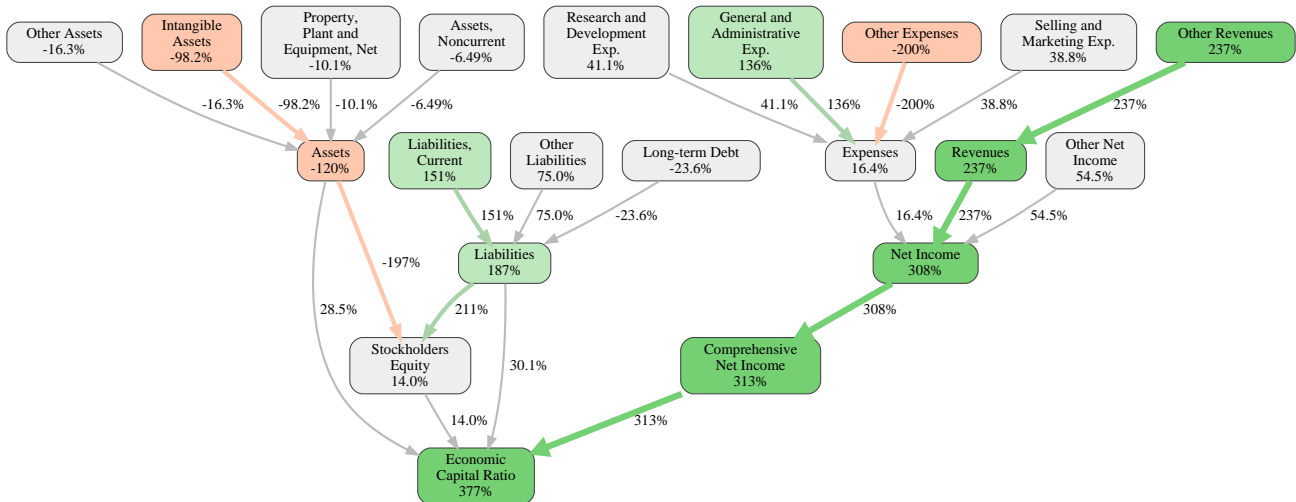 Other Assets
-16.3%
Intangible
Assets
-98.2%
Property,
Plant and
Equipment, Net
-10.1%
Assets,
Noncurrent
-6.49%
Research and
Development
Exp.
41.1%
General and
Administrative
Exp.
136%
Other Expenses
-200%
Selling and
Marketing Exp.
38.8%
Other Revenues
237%
-16.3%
-98.2%
-10.1%
-6.49%
41.1%
136%
-200%
38.8%
237%
Assets
-120%
Liabilities,
Current
151%
Other
Liabilities
75.0%
Long-term Debt
-23.6%
Expenses
16.4%
Revenues
237%
Other Net
Income
54.5%
151%
75.0%
-23.6%
16.4%
237%
54.5%
-197%
Liabilities
187%
Net Income
308%
28.5%
211%
308%
Stockholders
Equity
14.0%
30.1%
Comprehensive
Net Income
313%
14.0%
313%
Economic
Capital Ratio
377%